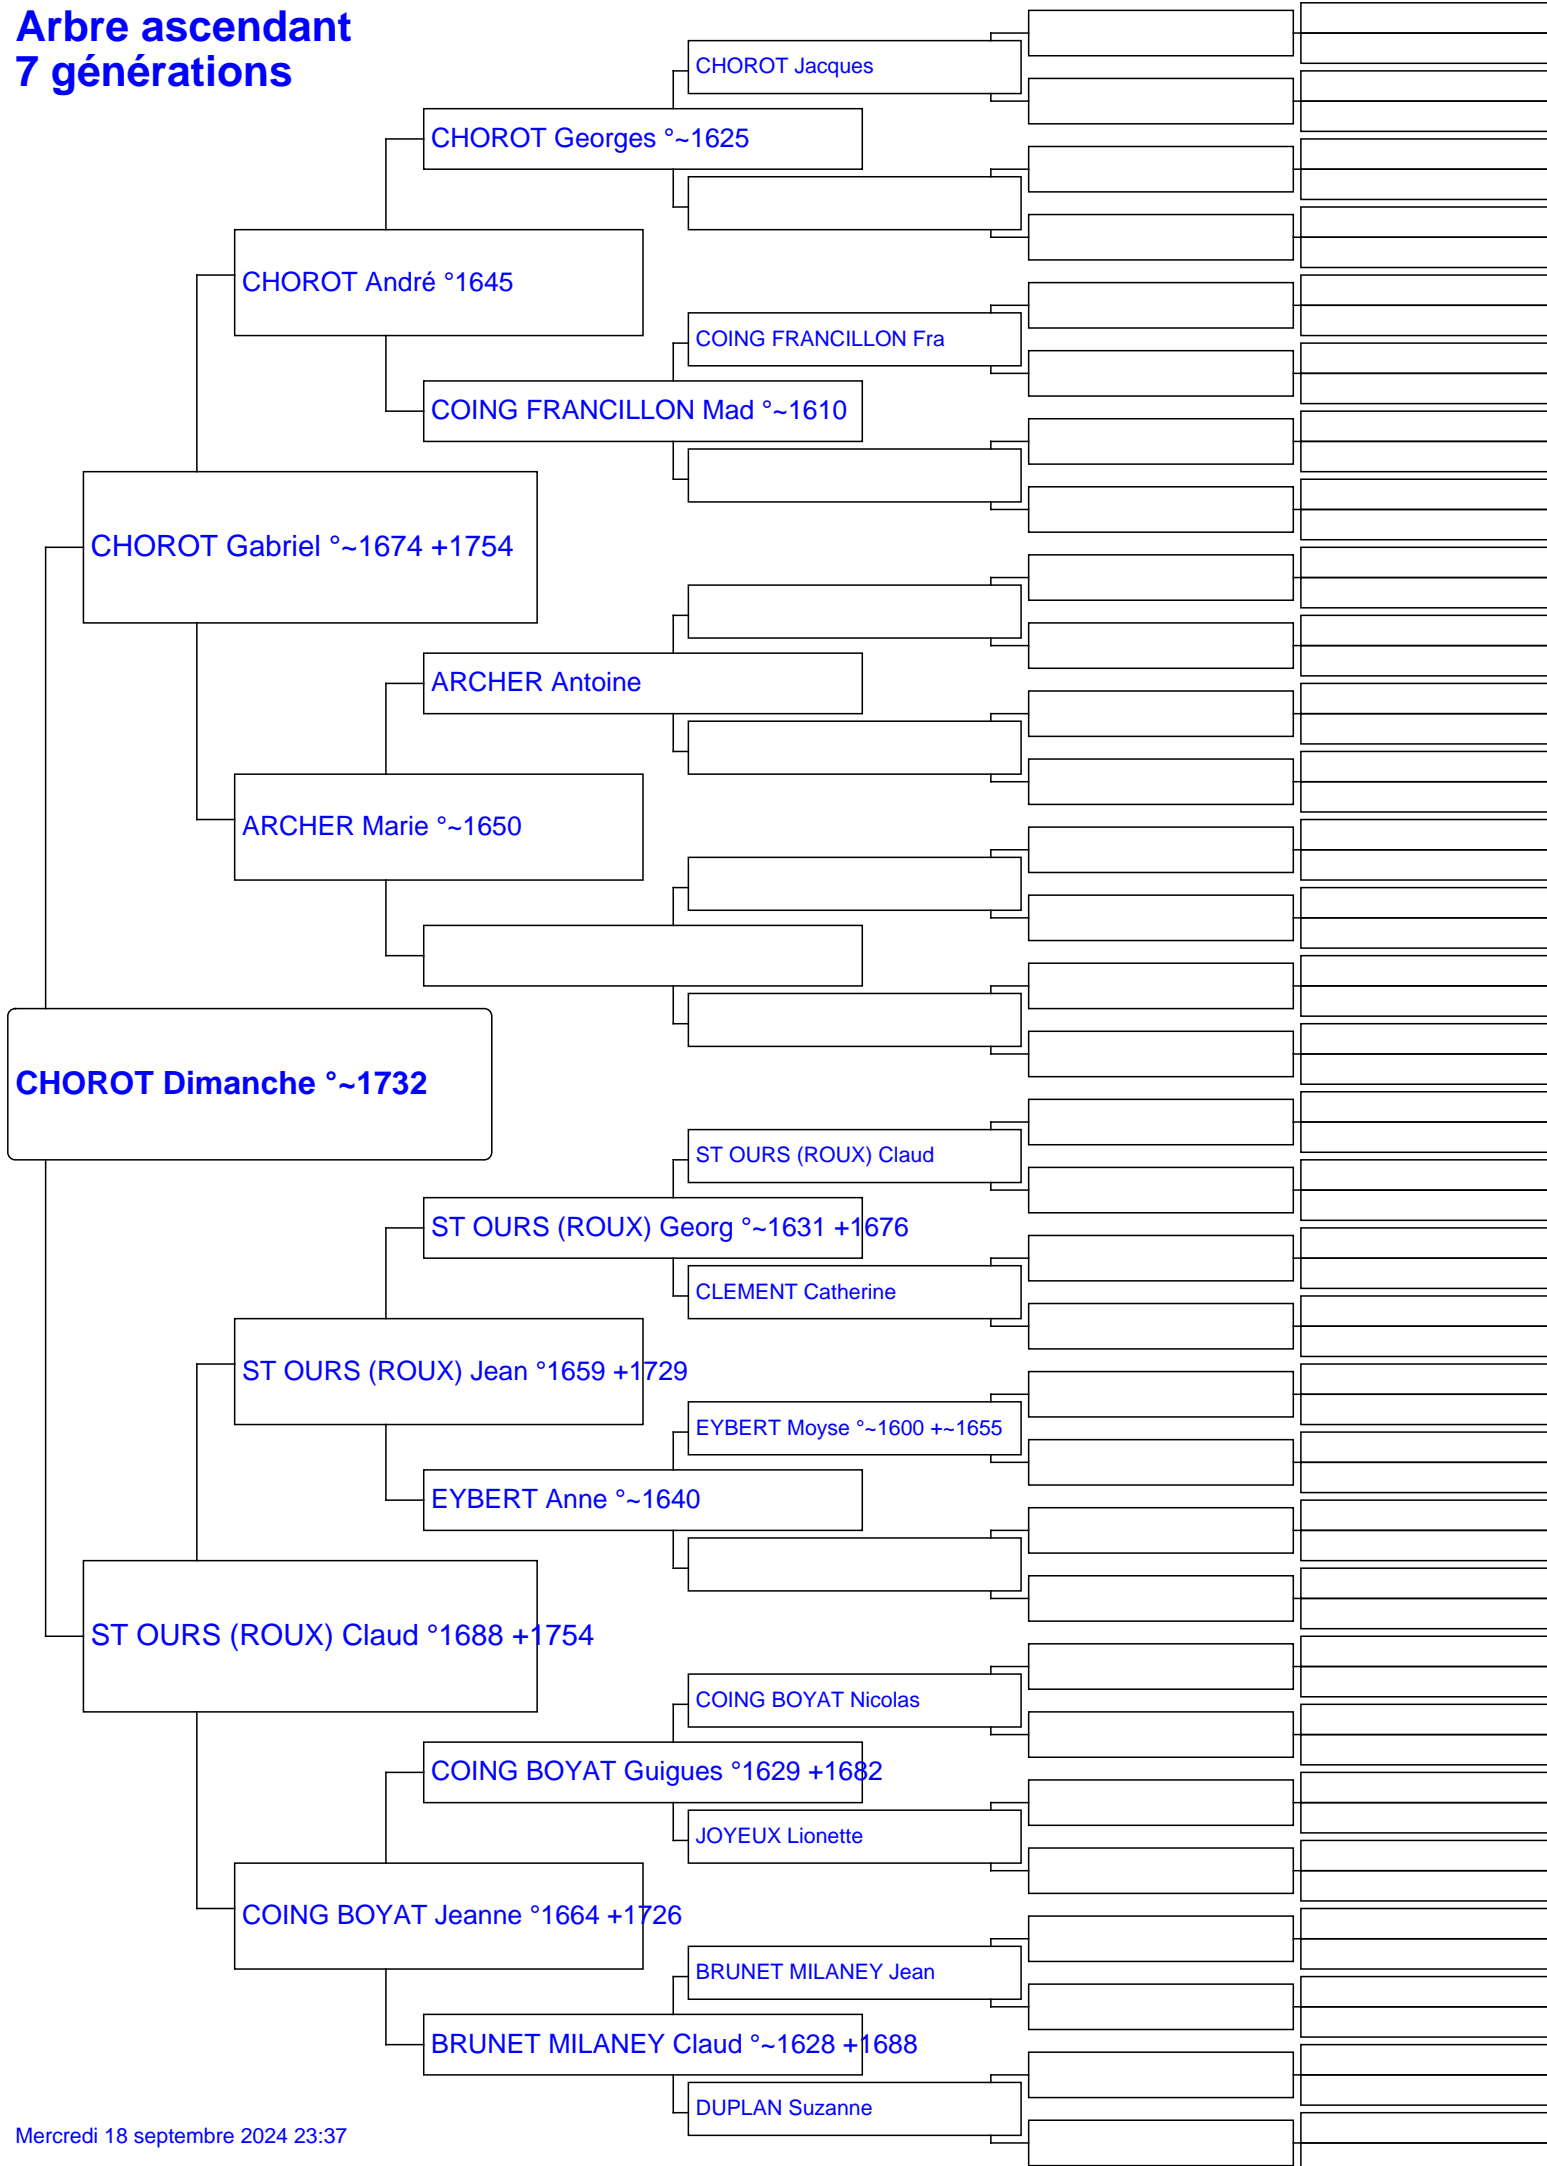 Arbre ascendant
7 générations
CHOROT Jacques
CHOROT Georges °~1625
CHOROT André °1645
COING FRANCILLON Fra
COING FRANCILLON Mad °~1610
CHOROT Gabriel °~1674 +1754
ARCHER Antoine
ARCHER Marie °~1650
CHOROT Dimanche °~1732
ST OURS (ROUX) Claud
ST OURS (ROUX) Georg °~1631 +1676
CLEMENT Catherine
ST OURS (ROUX) Jean °1659 +1729
EYBERT Moyse °~1600 +~1655
EYBERT Anne °~1640
ST OURS (ROUX) Claud °1688 +1754
COING BOYAT Nicolas
COING BOYAT Guigues °1629 +1682
JOYEUX Lionette
COING BOYAT Jeanne °1664 +1726
BRUNET MILANEY Jean
BRUNET MILANEY Claud °~1628 +1688
DUPLAN Suzanne
Mercredi 18 septembre 2024 23:37